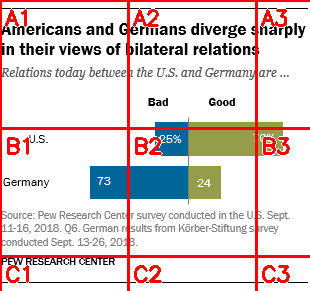 Americans and Germans diverge sharply
in their views of bilateral relations
Relations today between the U.S. and Germany are ...
Bad Good
U.S. 25% 70%
Germany 73 24
Source: Pew Research Center survey conducted in the U.S. Sept.
11-16, 2018. Q6. German results from Körber-Stiftung survey
conducted Sept. 13-26, 2018.
PEW RESEARCH CENTER
A1 A2 A3
B1 B2 B3
C1 C2 C3